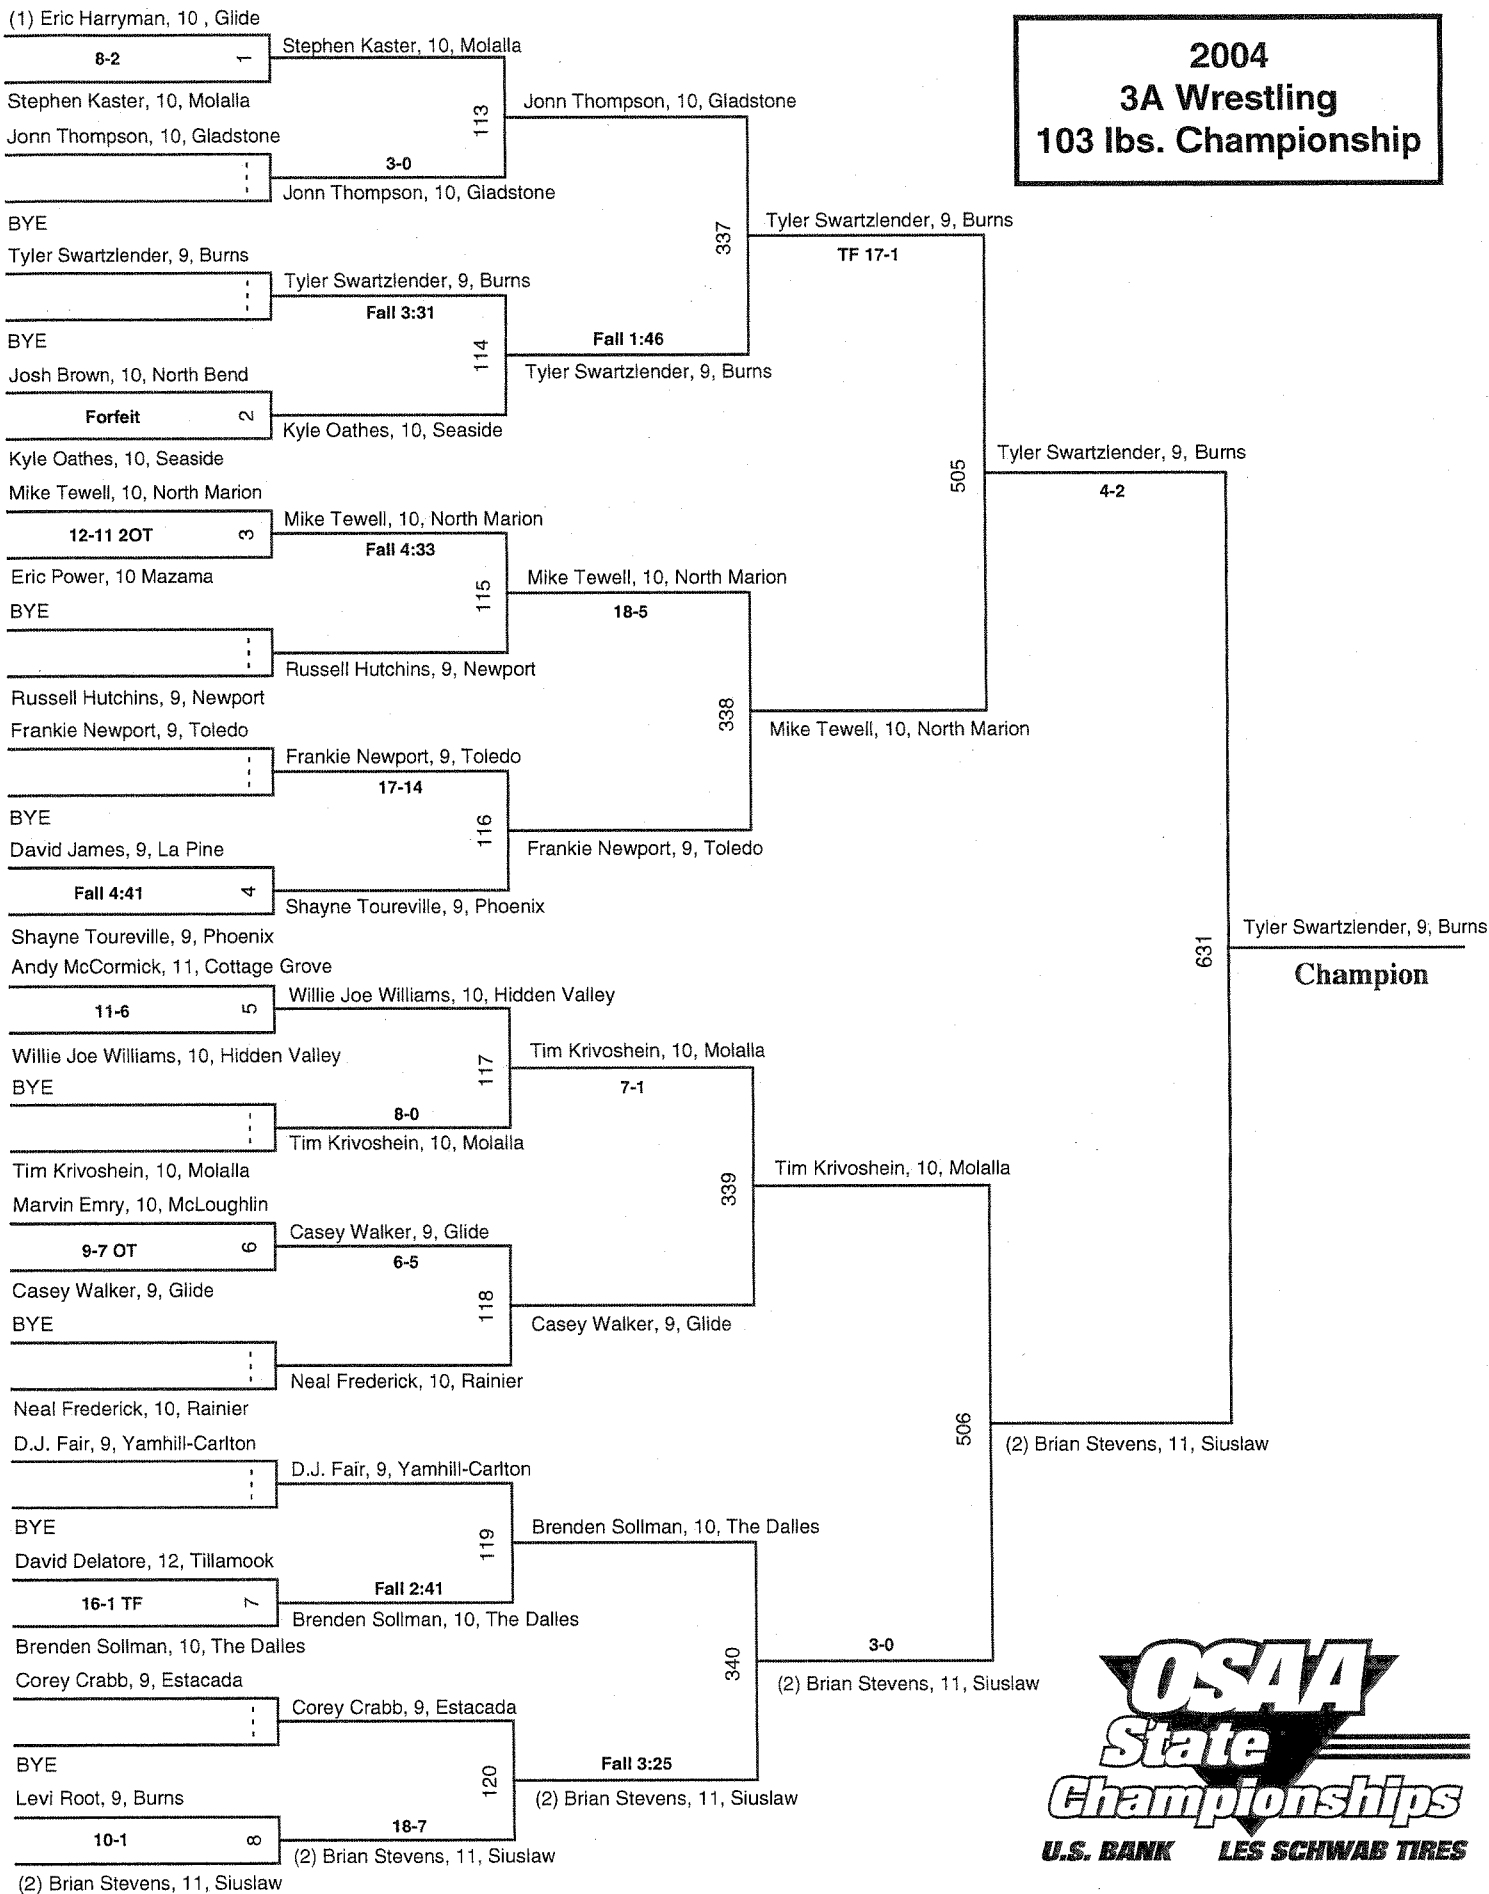 (1) Eric Harryman, 10 , Glide
8-2
1
Stephen Kaster, 10, Molalla
Stephen Kaster, 10, Molalla
113
Jonn Thompson, 10, Gladstone
Jonn Thompson, 10, Gladstone
3-0
Jonn Thompson, 10, Gladstone
BYE
337
Tyler Swartzlender, 9, Burns
TF 17-1
Tyler Swartzlender, 9, Burns
Tyler Swartzlender, 9, Burns
Fall 3:31
BYE
114
Fall 1:46
Tyler Swartzlender, 9, Burns
Josh Brown, 10, North Bend
Forfeit
2
Kyle Oathes, 10, Seaside
Kyle Oathes, 10, Seaside
505
Tyler Swartzlender, 9, Burns
4-2
Mike Tewell, 10, North Marion
12-11 2OT
3
Mike Tewell, 10, North Marion
Fall 4:33
Eric Power, 10 Mazama
115
Mike Tewell, 10, North Marion
18-5
BYE
Russell Hutchins, 9, Newport
Russell Hutchins, 9, Newport
338
Mike Tewell, 10, North Marion
Frankie Newport, 9, Toledo
Frankie Newport, 9, Toledo
17-14
BYE
116
Frankie Newport, 9, Toledo
David James, 9, La Pine
Fall 4:41
4
Shayne Toureville, 9, Phoenix
Shayne Toureville, 9, Phoenix
631
Tyler Swartzlender, 9, Burns
Champion
Andy McCormick, 11, Cottage Grove
11-6
5
Willie Joe Williams, 10, Hidden Valley
Willie Joe Williams, 10, Hidden Valley
117
Tim Krivoshein, 10, Molalla
7-1
BYE
8-0
Tim Krivoshein, 10, Molalla
Tim Krivoshein, 10, Molalla
339
Tim Krivoshein, 10, Molalla
Marvin Emry, 10, McLoughlin
9-7 OT
6
Casey Walker, 9, Glide
6-5
Casey Walker, 9, Glide
118
Casey Walker, 9, Glide
BYE
Neal Frederick, 10, Rainier
Neal Frederick, 10, Rainier
506
(2) Brian Stevens, 11, Siuslaw
D.J. Fair, 9, Yamhill-Carlton
D.J. Fair, 9, Yamhill-Carlton
BYE
119
Brenden Sollman, 10, The Dalles
David Delatore, 12, Tillamook
16-1 TF
7
Fall 2:41
Brenden Sollman, 10, The Dalles
Brenden Sollman, 10, The Dalles
340
3-0
(2) Brian Stevens, 11, Siuslaw
Corey Crabb, 9, Estacada
Corey Crabb, 9, Estacada
BYE
120
Fall 3:25
(2) Brian Stevens, 11, Siuslaw
Levi Root, 9, Burns
10-1
8
18-7
(2) Brian Stevens, 11, Siuslaw
(2) Brian Stevens, 11, Siuslaw
2004
3A Wrestling
103 lbs. Championship
OSAA
State
Championships
U.S. BANK LES SCHWAB TIRES